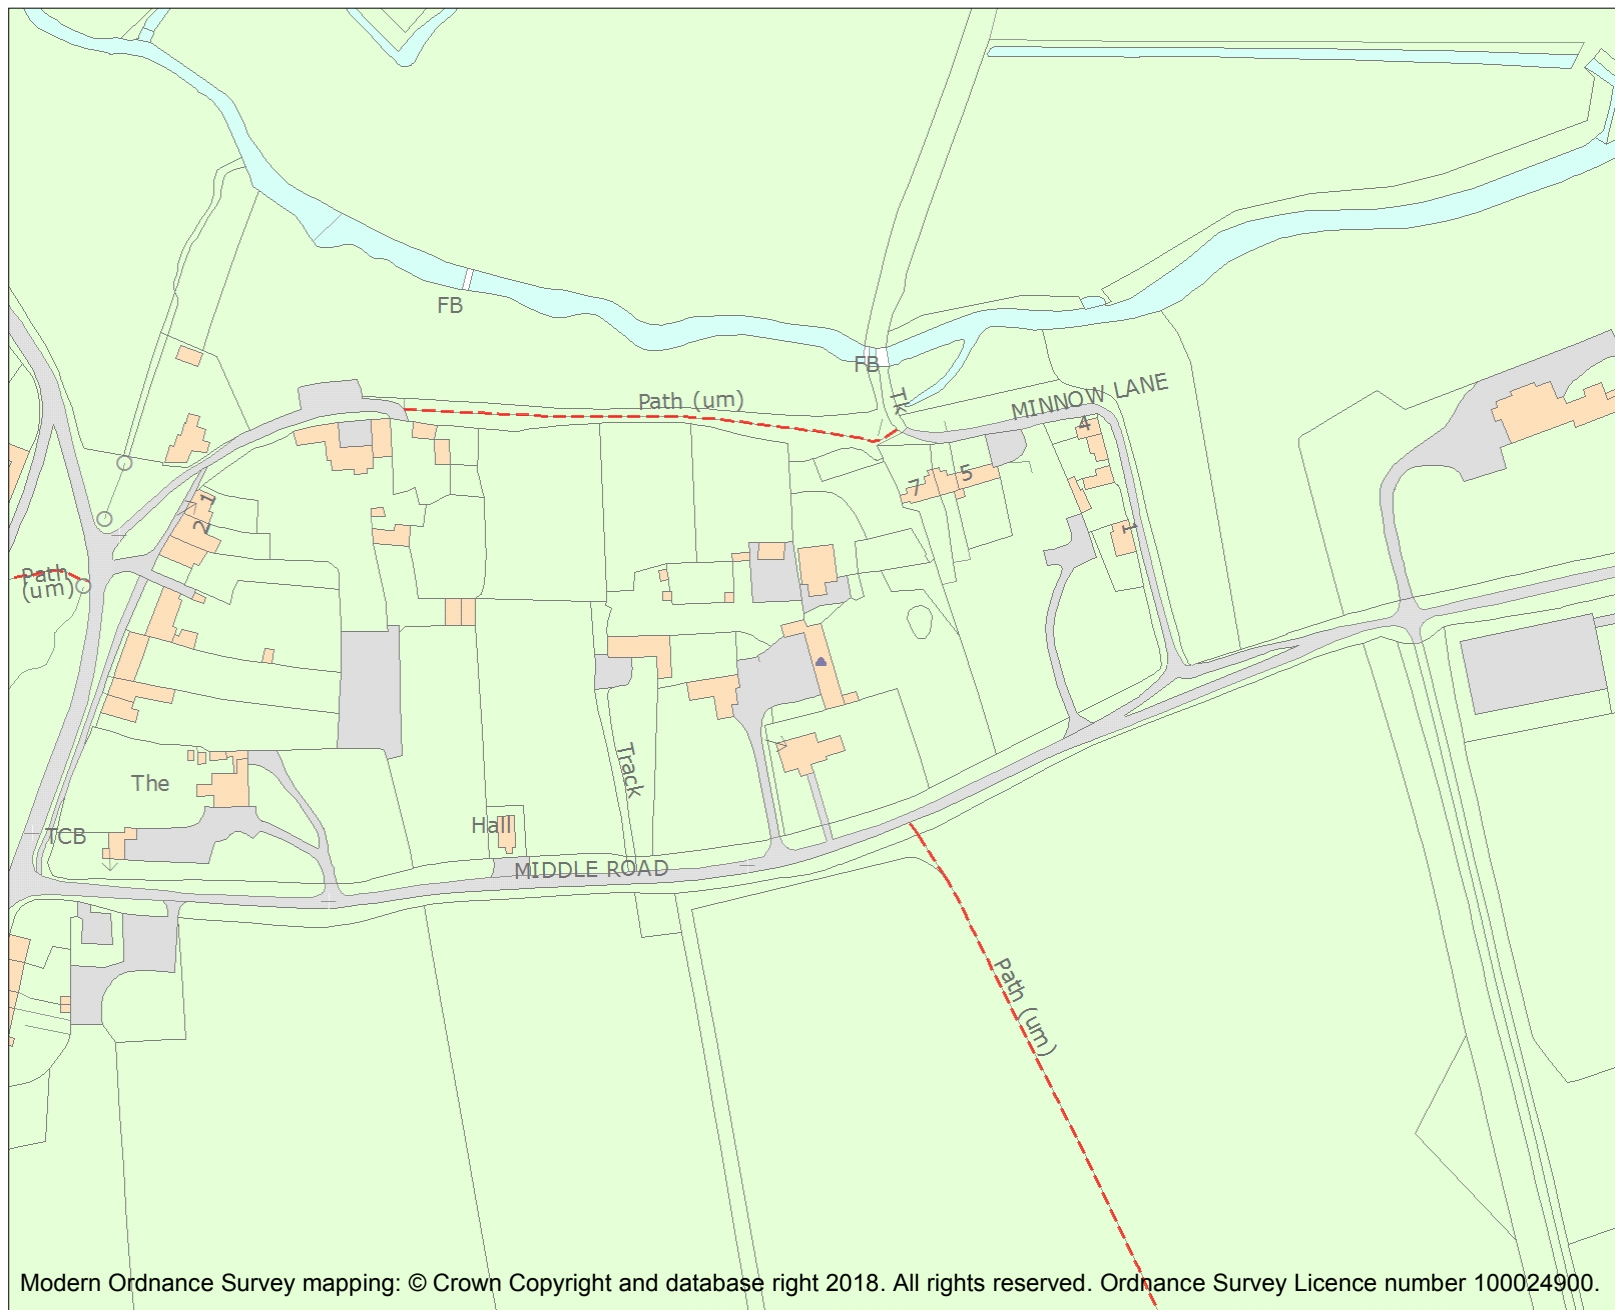 FB
FB
Path (um)
Tk
MINNOW LANE
4
7
5
1
2
1
Path
(um)
Track
The
TCB
Hall
MIDDLE ROAD
Path (um)
Modern Ordnance Survey mapping: © Crown Copyright and database right 2018. All rights reserved. Ordnance Survey Licence number 100024900.